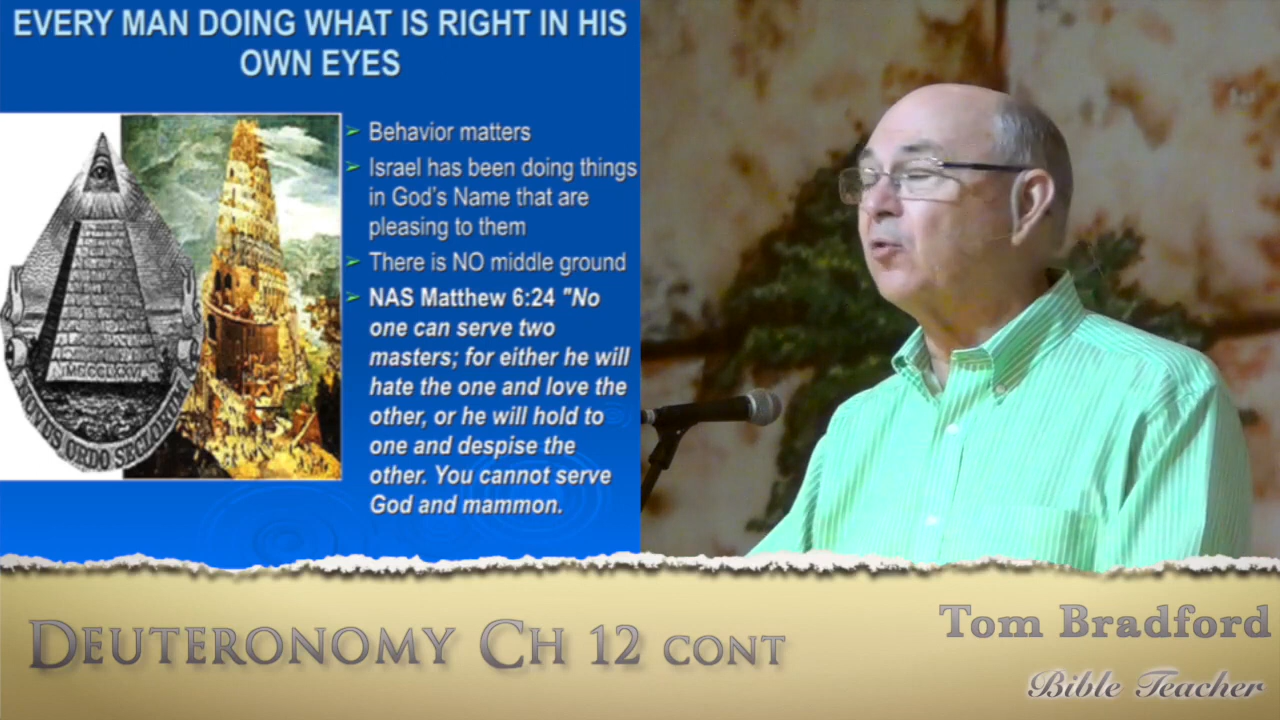 EVERY MAN DOING WHAT IS RIGHT IN HIS
OWN EYES
➢ Behavior matters
➢ Israel has been doing things
in God's Name that are
pleasing to them
➢ There is NO middle ground
➢ NAS Matthew 6:24 "No
one can serve two
masters; for either he will
hate the one and love the
other, or he will hold to
one and despise the
other. You cannot serve
God and mammon.
MDCCLXXVI
ORDO SECLORUM
DEUTERONOMY CH 12 CONT
Tom Bradford
Bible Teacher